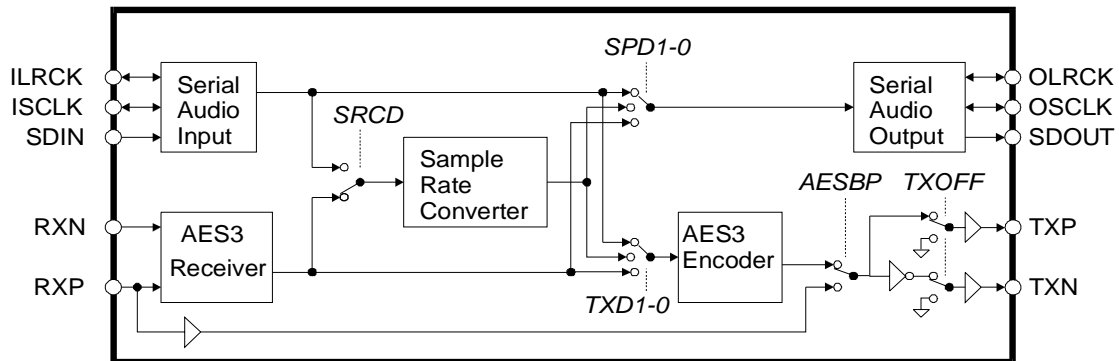 SPD1-0
ILRCK
ISCLK
SDIN
Serial
Audio
Input
SRCD
Serial
Audio
Output
OLRCK
OSCLK
SDOUT
Sample
Rate
Converter
AESBP
TXOFF
RXN
RXP
AES3
Receiver
AES3
Encoder
TXP
TXN
TXD1-0